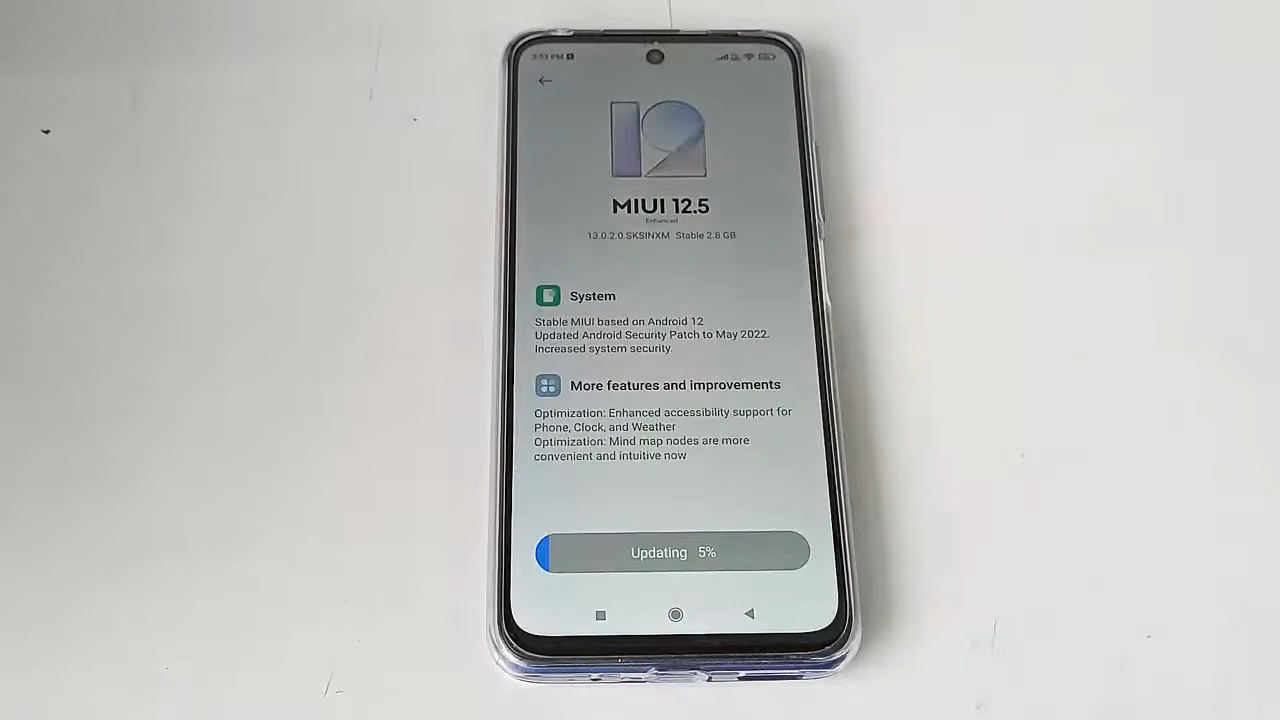 MIUI 12.5
Enhanced
13.0.2.0.SKSINXM Stable 2.8 GB
System
Stable MIUI based on Android 12
Updated Android Security Patch to May 2022.
Increased system security.
More features and improvements
Optimization: Enhanced accessibility support for
Phone, Clock, and Weather
Optimization: Mind map nodes are more
convenient and intuitive now
Updating 5%